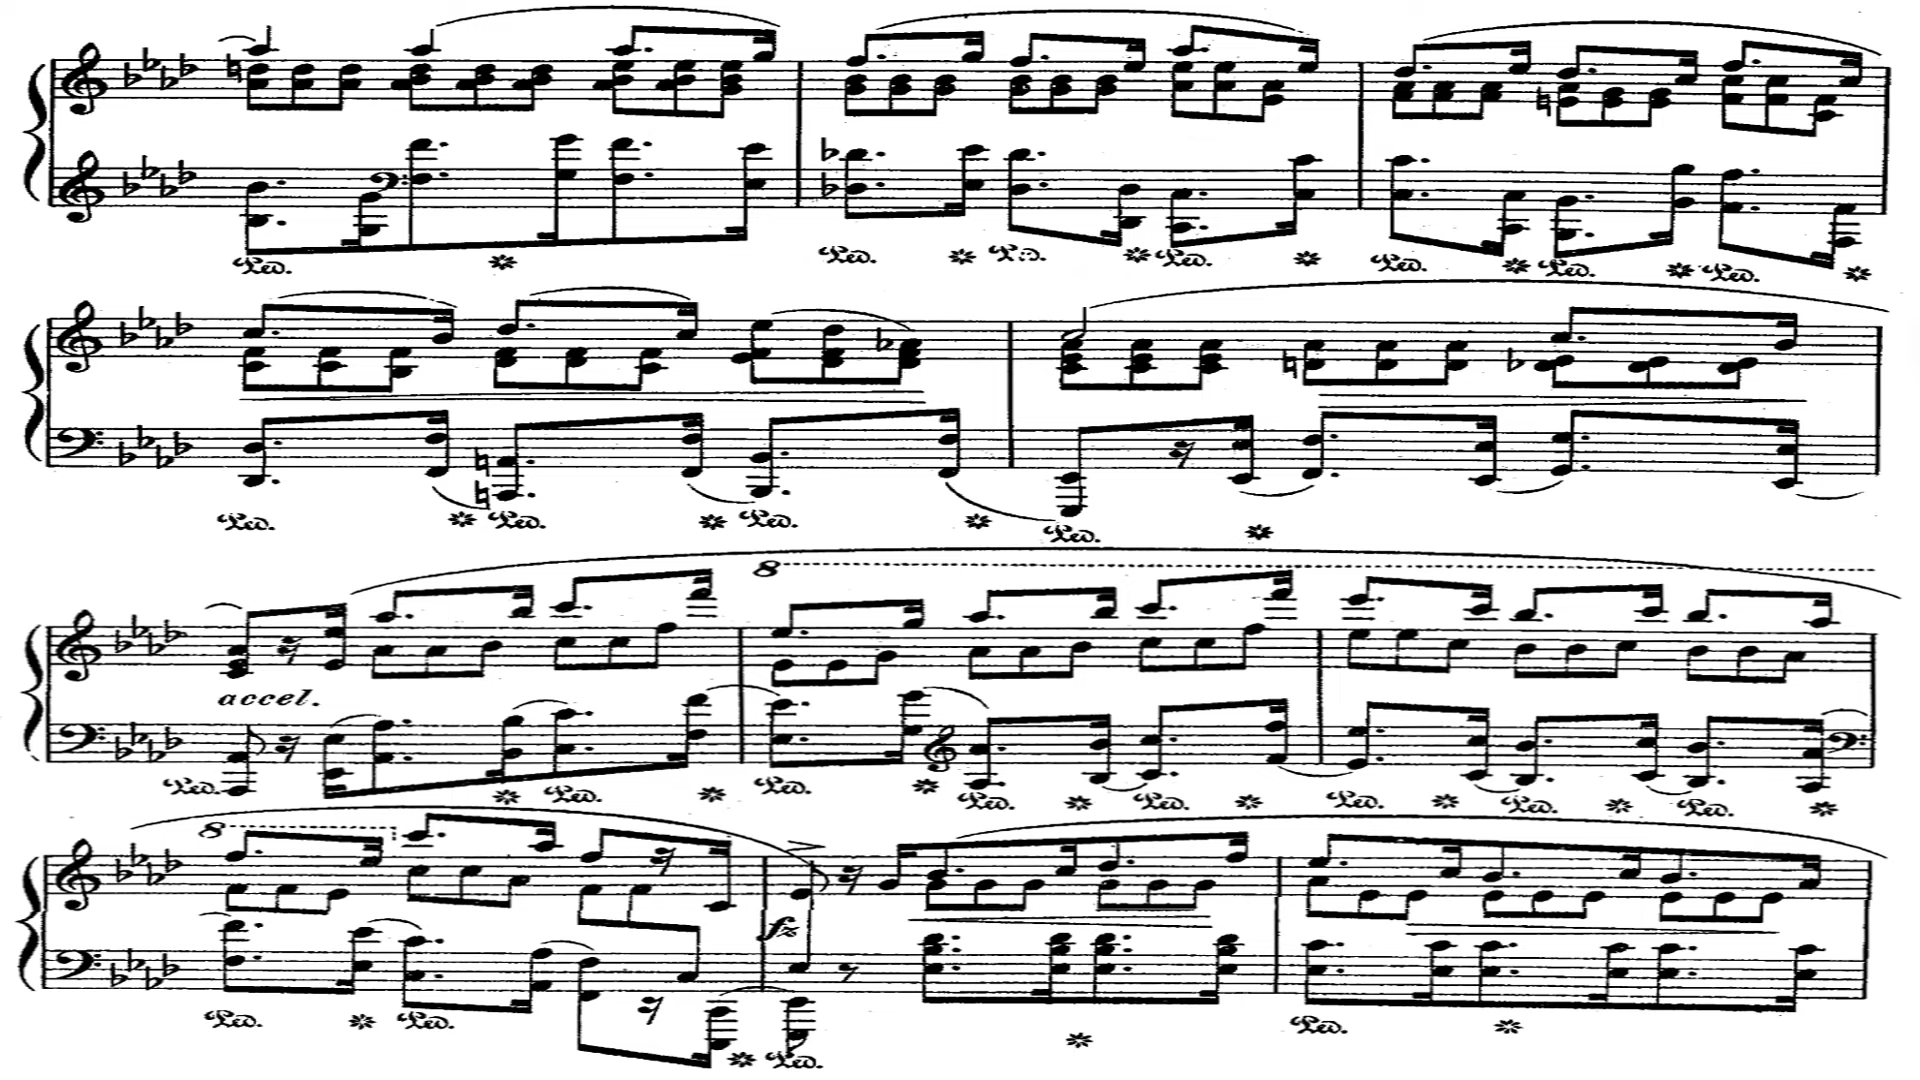 Ped. * Ped. * Ped. * Ped. * Ped. * Ped. * Ped. *
Ped. * Ped. * Ped. * Ped. *
8
accel.
Ped. * Ped. * Ped. * Ped. * Ped. * Ped. * Ped. * Ped. *
8
fz
Ped. * Ped. * Ped. * Ped. *